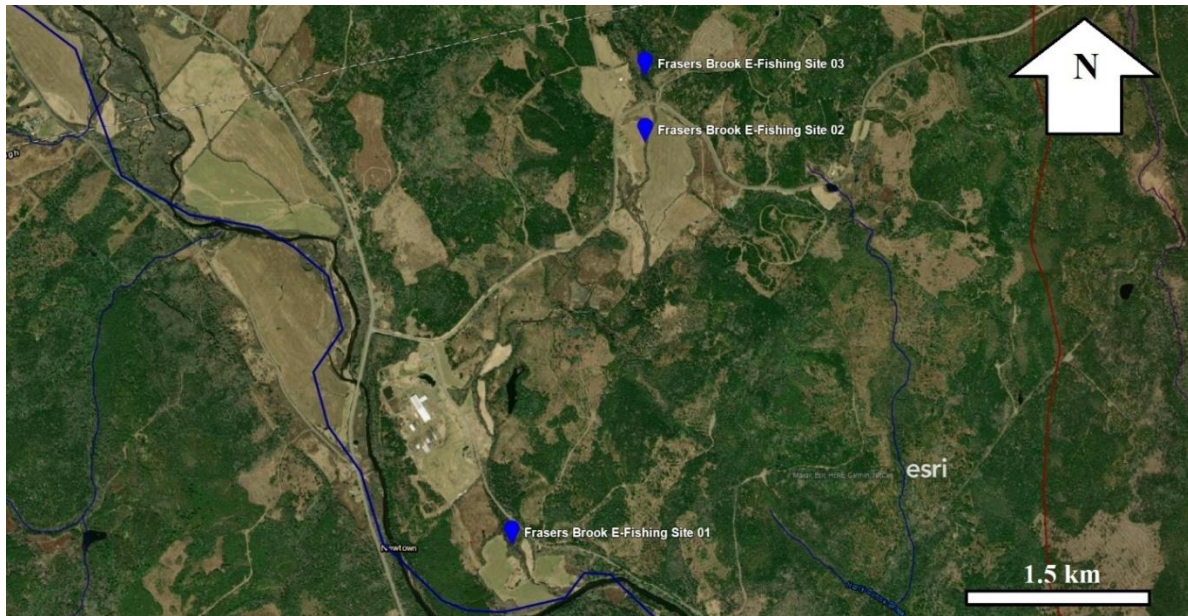 Frasers Brook E-Fishing Site 03
N
Frasers Brook E-Fishing Site 02
esri
Frasers Brook E-Fishing Site 01
Newtown
1.5 km